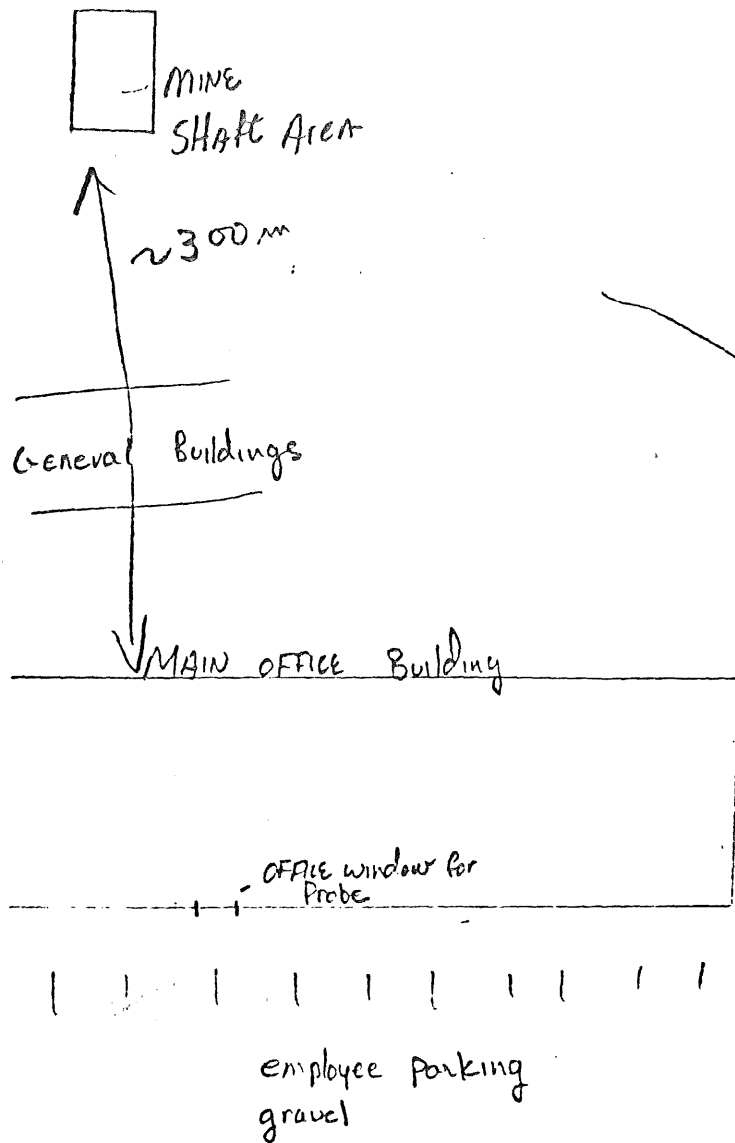 MINE
SHAft AreA
~300 m
General Buildings
MAIN OFFICE Building
OFFICE window for
Probe
employee parking
gravel